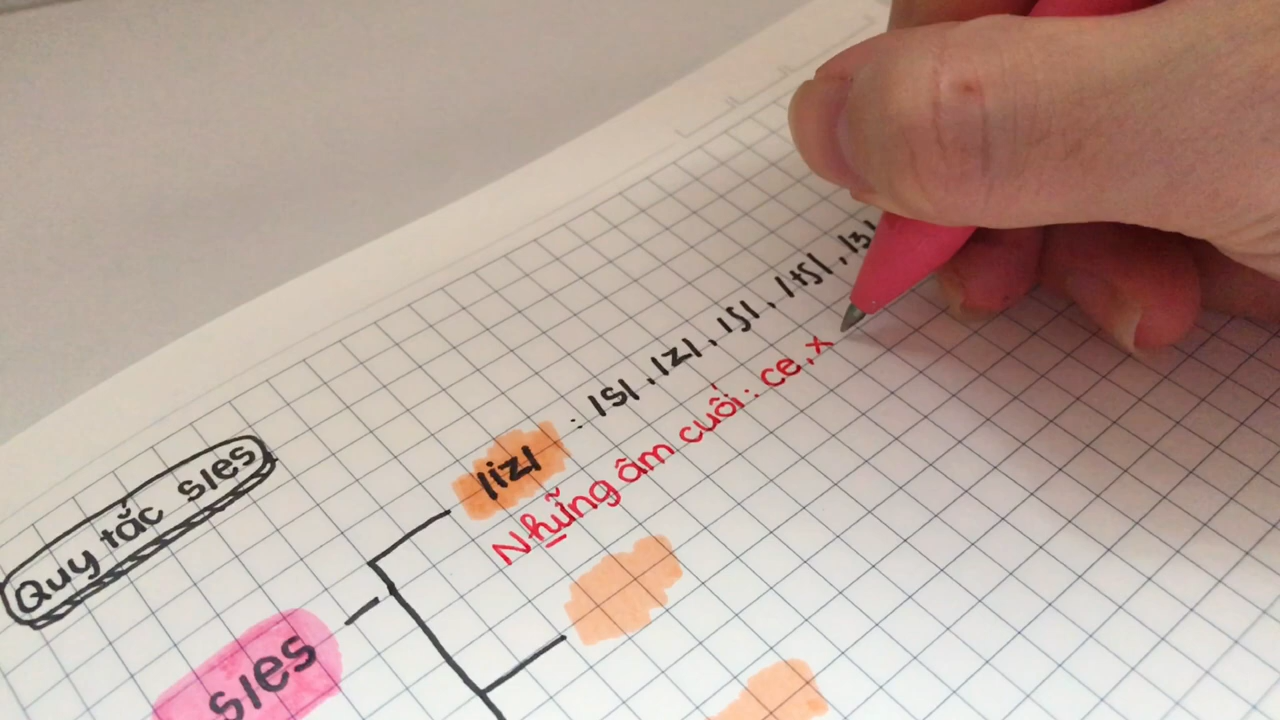 Quy tắc s/es
/iz/ : /s/, /z/, /ʃ/, /tʃ/, /ʒ/
Những âm cuối: ce, x
s/es